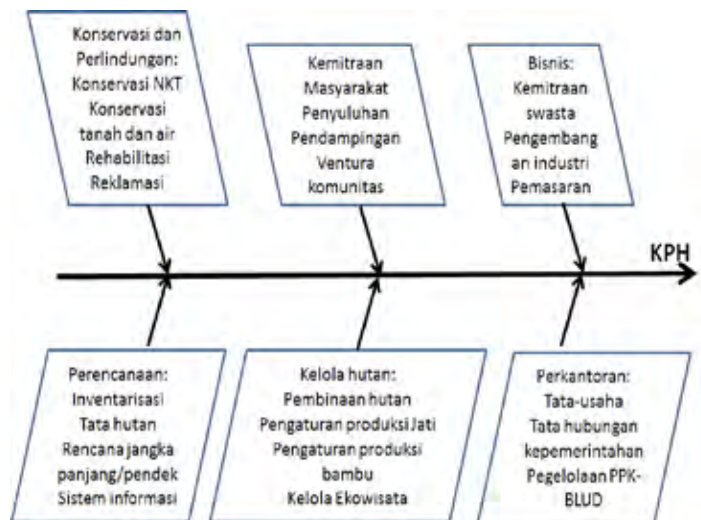 Konservasi dan
Perlindungan:
Konservasi NKT
Konservasi
tanah dan air
Rehabilitasi
Reklamasi
Kemitraan
Masyarakat
Penyuluhan
Pendampingan
Ventura
komunitas
Bisnis:
Kemitraan
swasta
Pengembang
an industri
Pemasaran
KPH
Perencanaan:
Inventarisasi
Tata hutan
Rencana jangka
panjang/pendek
Sistem informasi
Kelola hutan:
Pembinaan hutan
Pengaturan produksi Jati
Pengaturan produksi
bambu
Kelola Ekowisata
Perkantoran:
Tata-usaha
Tata hubungan
kepemerintahan
Pegelolaan PPK-
BLUD